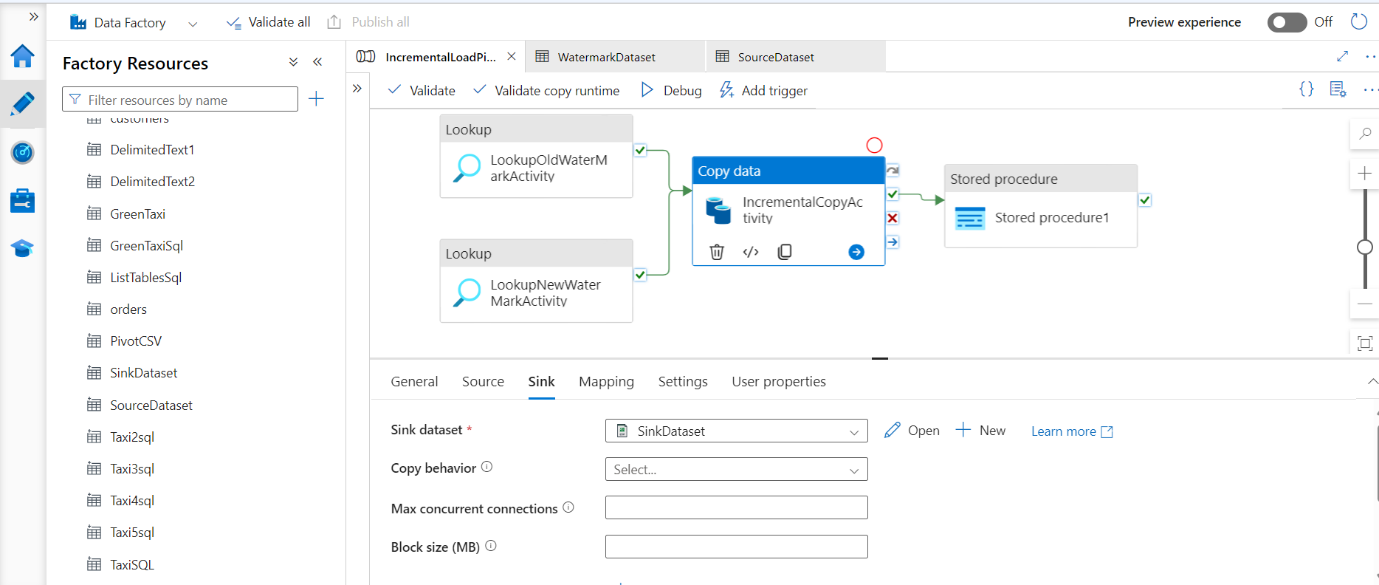 Data Factory
Validate all
Publish all
Preview experience
Off
Factory Resources
Filter resources by name
customers
DelimitedText1
DelimitedText2
GreenTaxi
GreenTaxiSql
ListTablesSql
orders
PivotCSV
SinkDataset
SourceDataset
Taxi2sql
Taxi3sql
Taxi4sql
Taxi5sql
TaxiSQL
IncrementalLoadPi...
WatermarkDataset
SourceDataset
Validate
Validate copy runtime
Debug
Add trigger
Lookup
LookupOldWaterM
arkActivity
Lookup
LookupNewWater
MarkActivity
Copy data
IncrementalCopyAc
tivity
Stored procedure
Stored procedure1
General
Source
Sink
Mapping
Settings
User properties
Sink dataset *
SinkDataset
Open
New
Learn more
Copy behavior
Select...
Max concurrent connections
Block size (MB)